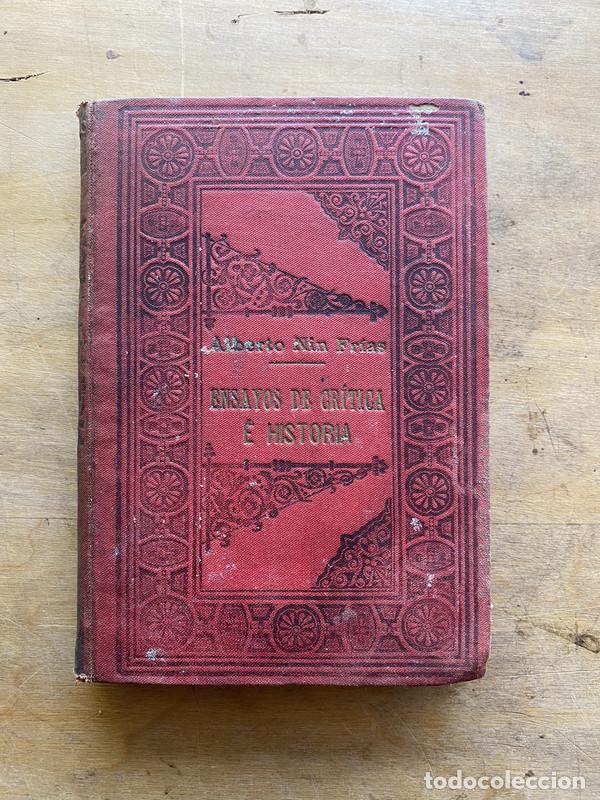 Alberto Nin Frías
ENSAYOS DE CRÍTICA
É HISTORIA
todocoleccion